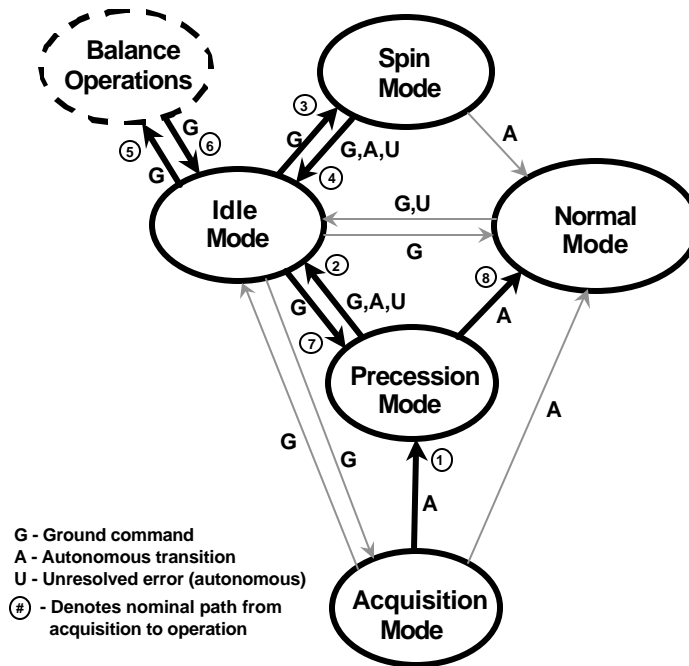 Balance
Operations
Spin
Mode
3
G
G
6
5
G
G,A,U
4
A
Idle
Mode
G,U
G
Normal
Mode
2
8
G
G,A,U
7
A
Precession
Mode
A
G
G
1
A
G - Ground command
A - Autonomous transition
U - Unresolved error (autonomous)
# - Denotes nominal path from
acquisition to operation
Acquisition
Mode